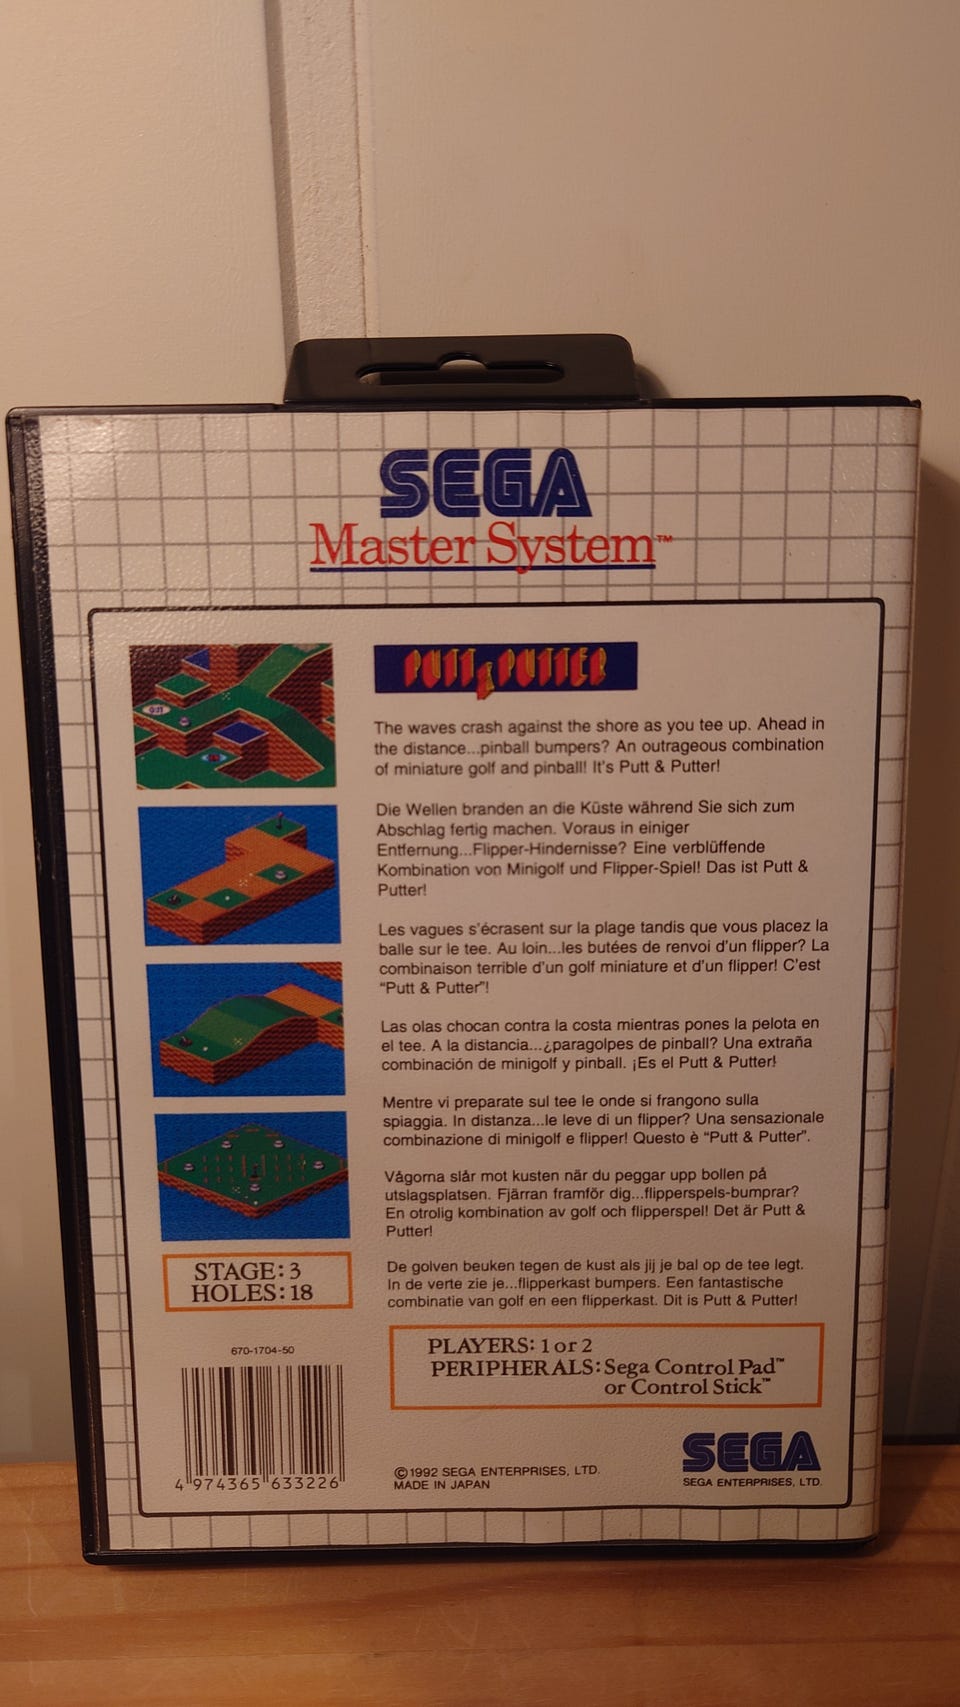 SEGA
Master System™
PUTT & PUTTER
The waves crash against the shore as you tee up. Ahead in
the distance...pinball bumpers? An outrageous combination
of miniature golf and pinball! It's Putt & Putter!
Die Wellen branden an die Küste während Sie sich zum
Abschlag fertig machen. Voraus in einiger
Entfernung...Flipper-Hindernisse? Eine verblüffende
Kombination von Minigolf und Flipper-Spiel! Das ist Putt &
Putter!
Les vagues s'écrasent sur la plage tandis que vous placez la
balle sur le tee. Au loin...les butées de renvoi d'un flipper? La
combinaison terrible d'un golf miniature et d'un flipper! C'est
“Putt & Putter”!
Las olas chocan contra la costa mientras pones la pelota en
el tee. A la distancia...¿paragolpes de pinball? Una extraña
combinación de minigolf y pinball. ¡Es el Putt & Putter!
Mentre vi preparate sul tee le onde si frangono sulla
spiaggia. In distanza...le leve di un flipper? Una sensazionale
combinazione di minigolf e flipper! Questo è “Putt & Putter”.
Vågorna slår mot kusten när du peggar upp bollen på
utslagsplatsen. Fjärran framför dig...flipperspels-bumprar?
En otrolig kombination av golf och flipperspel! Det är Putt &
Putter!
De golven beuken tegen de kust als jij je bal op de tee legt.
In de verte zie je...flipperkast bumpers. Een fantastische
combinatie van golf en een flipperkast. Dit is Putt & Putter!
OUT
STAGE: 3
HOLES: 18
PLAYERS: 1 or 2
PERIPHERALS: Sega Control Pad™
or Control Stick™
670-1704-50
4 974365 633226
©1992 SEGA ENTERPRISES, LTD.
MADE IN JAPAN
SEGA
SEGA ENTERPRISES, LTD.